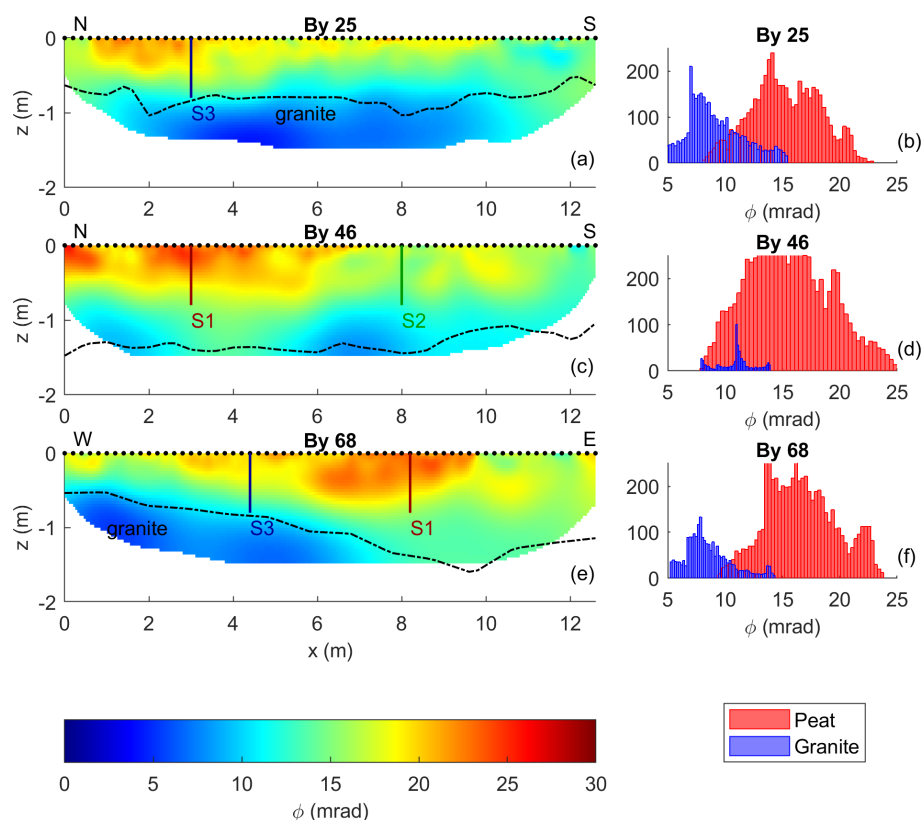 N By 25 S
0
-1
-2
z (m)
S3 granite
(a)
0 2 4 6 8 10 12
By 25
200
100
0
(b)
5 10 15 20 25
ϕ (mrad)
N By 46 S
0
-1
-2
z (m)
S1 S2
(c)
0 2 4 6 8 10 12
By 46
200
100
0
(d)
5 10 15 20 25
ϕ (mrad)
W By 68 E
0
-1
-2
z (m)
granite S3 S1
(e)
0 2 4 6 8 10 12
x (m)
By 68
200
100
0
(f)
5 10 15 20 25
ϕ (mrad)
0 5 10 15 20 25 30
ϕ (mrad)
Peat
Granite